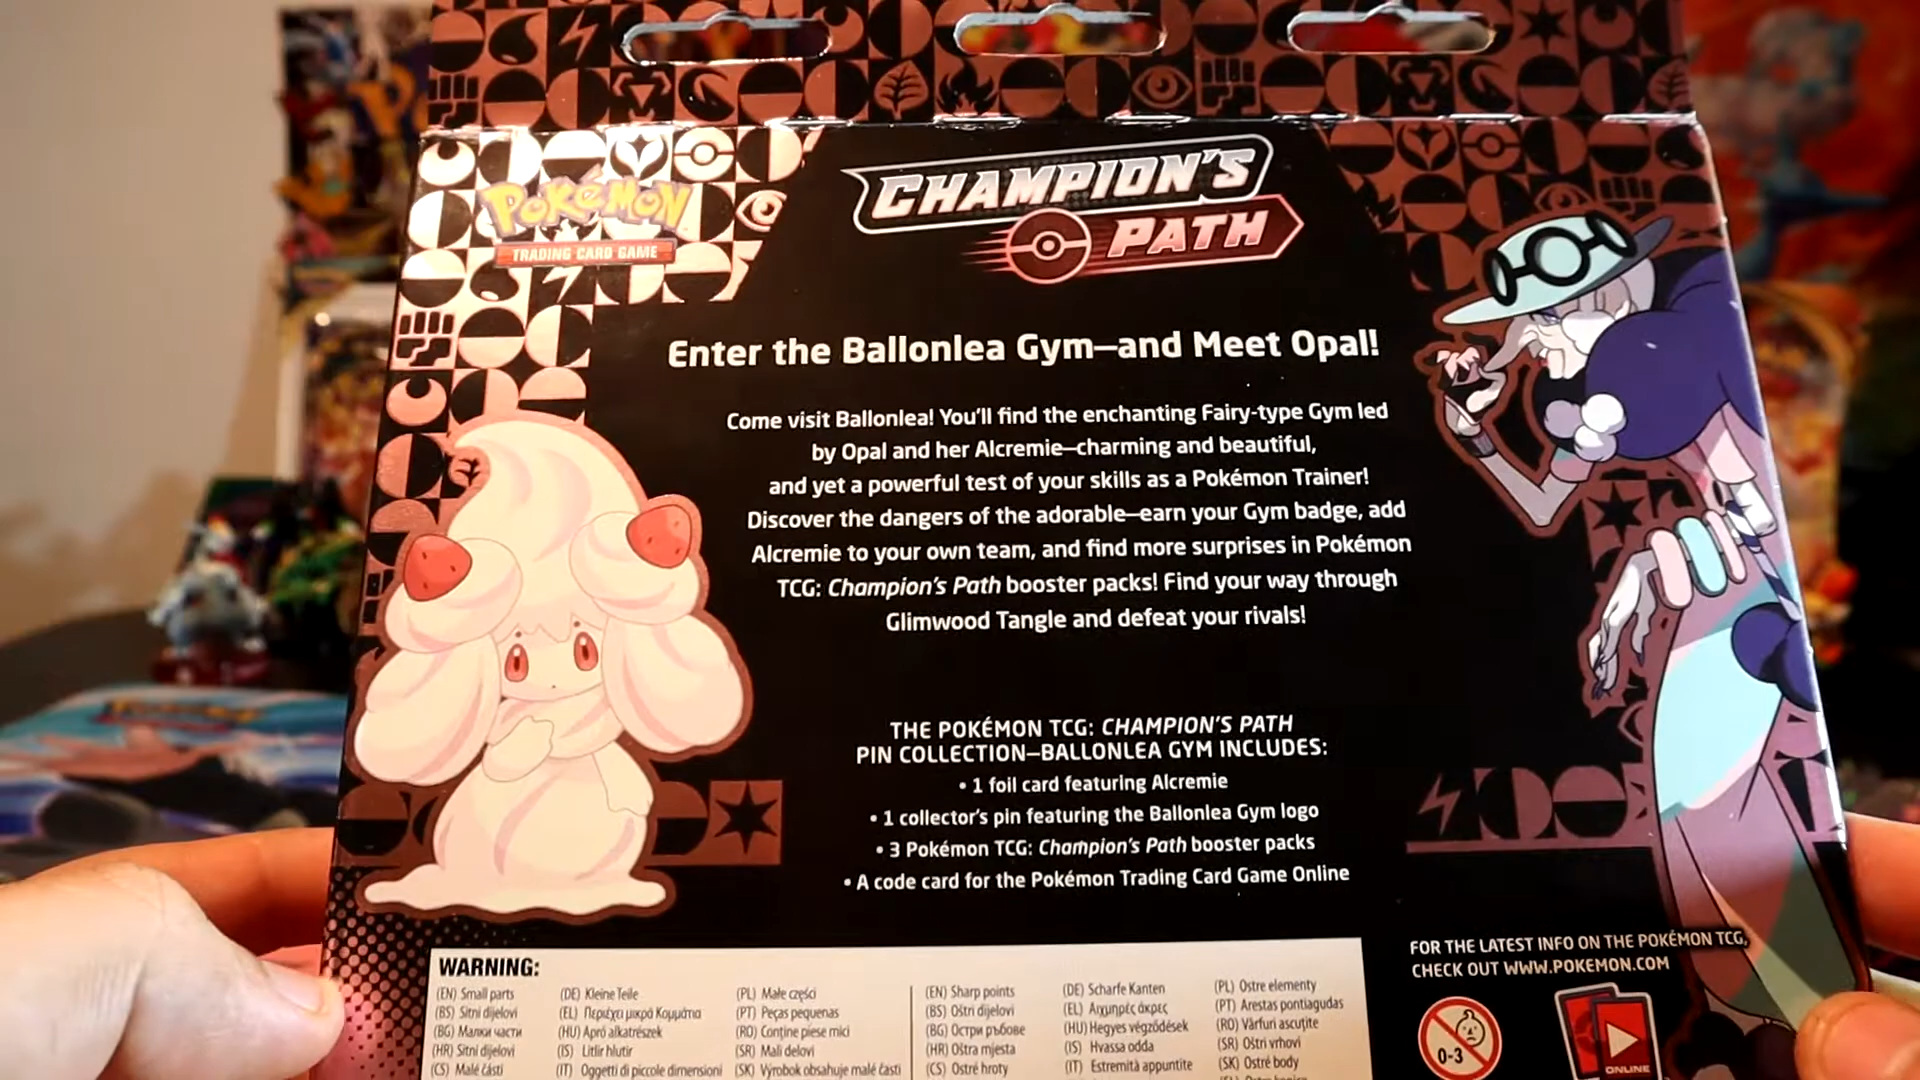 Pokémon
TRADING CARD GAME
CHAMPION'S
PATH
Enter the Ballonlea Gym—and Meet Opal!
Come visit Ballonlea! You'll find the enchanting Fairy-type Gym led
by Opal and her Alcremie—charming and beautiful,
and yet a powerful test of your skills as a Pokémon Trainer!
Discover the dangers of the adorable—earn your Gym badge, add
Alcremie to your own team, and find more surprises in Pokémon
TCG: Champion's Path booster packs! Find your way through
Glimwood Tangle and defeat your rivals!
THE POKÉMON TCG: CHAMPION'S PATH
PIN COLLECTION—BALLONLEA GYM INCLUDES:
• 1 foil card featuring Alcremie
• 1 collector's pin featuring the Ballonlea Gym logo
• 3 Pokémon TCG: Champion's Path booster packs
• A code card for the Pokémon Trading Card Game Online
WARNING:
(EN) Small parts
(BS) Sitni dijelovi
(BG) Малки части
(HR) Sitni dijelovi
(CS) Malé části
(DE) Kleine Teile
(EL) Περιέχει μικρά Κομμάτια
(HU) Apró alkatrészek
(IS) Litlir hlutir
(IT) Oggetti di piccole dimensioni
(PL) Małe części
(PT) Peças pequenas
(RO) Conține piese mici
(SR) Mali delovi
(SK) Výrobok obsahuje malé časti
(EN) Sharp points
(BS) Oštri dijelovi
(BG) Остри ръбове
(HR) Oštra mjesta
(CS) Ostré hroty
(DE) Scharfe Kanten
(EL) Αιχμηρές άκρες
(HU) Hegyes végződések
(IS) Hvassa odda
(IT) Estremità appuntite
(PL) Ostre elementy
(PT) Arestas pontiagudas
(RO) Vârfuri ascuțite
(SR) Oštri vrhovi
(SK) Ostré body
FOR THE LATEST INFO ON THE POKÉMON TCG,
CHECK OUT WWW.POKEMON.COM
0-3
ONLINE